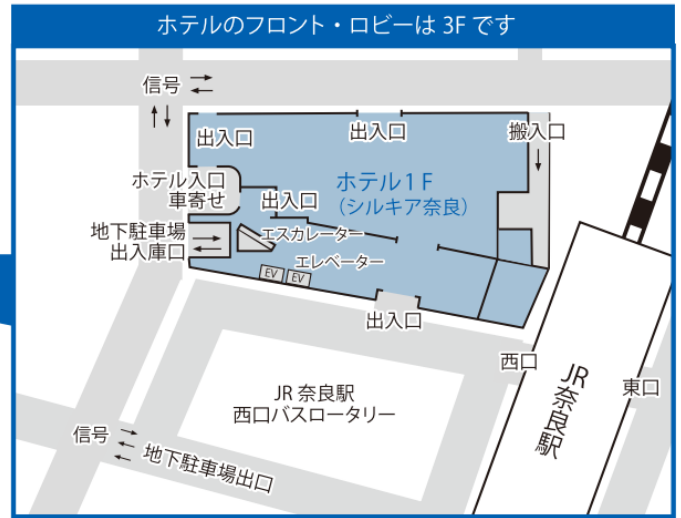 ホテルのフロント・ロビーは 3F です
信号
出入口
出入口
搬入口
ホテル入口
車寄せ
出入口
ホテル1F
（シルキア奈良）
地下駐車場
出入庫口
エスカレーター
エレベーター
EV
EV
出入口
西口
JR奈良駅
東口
JR 奈良駅
西口バスロータリー
信号
地下駐車場出口